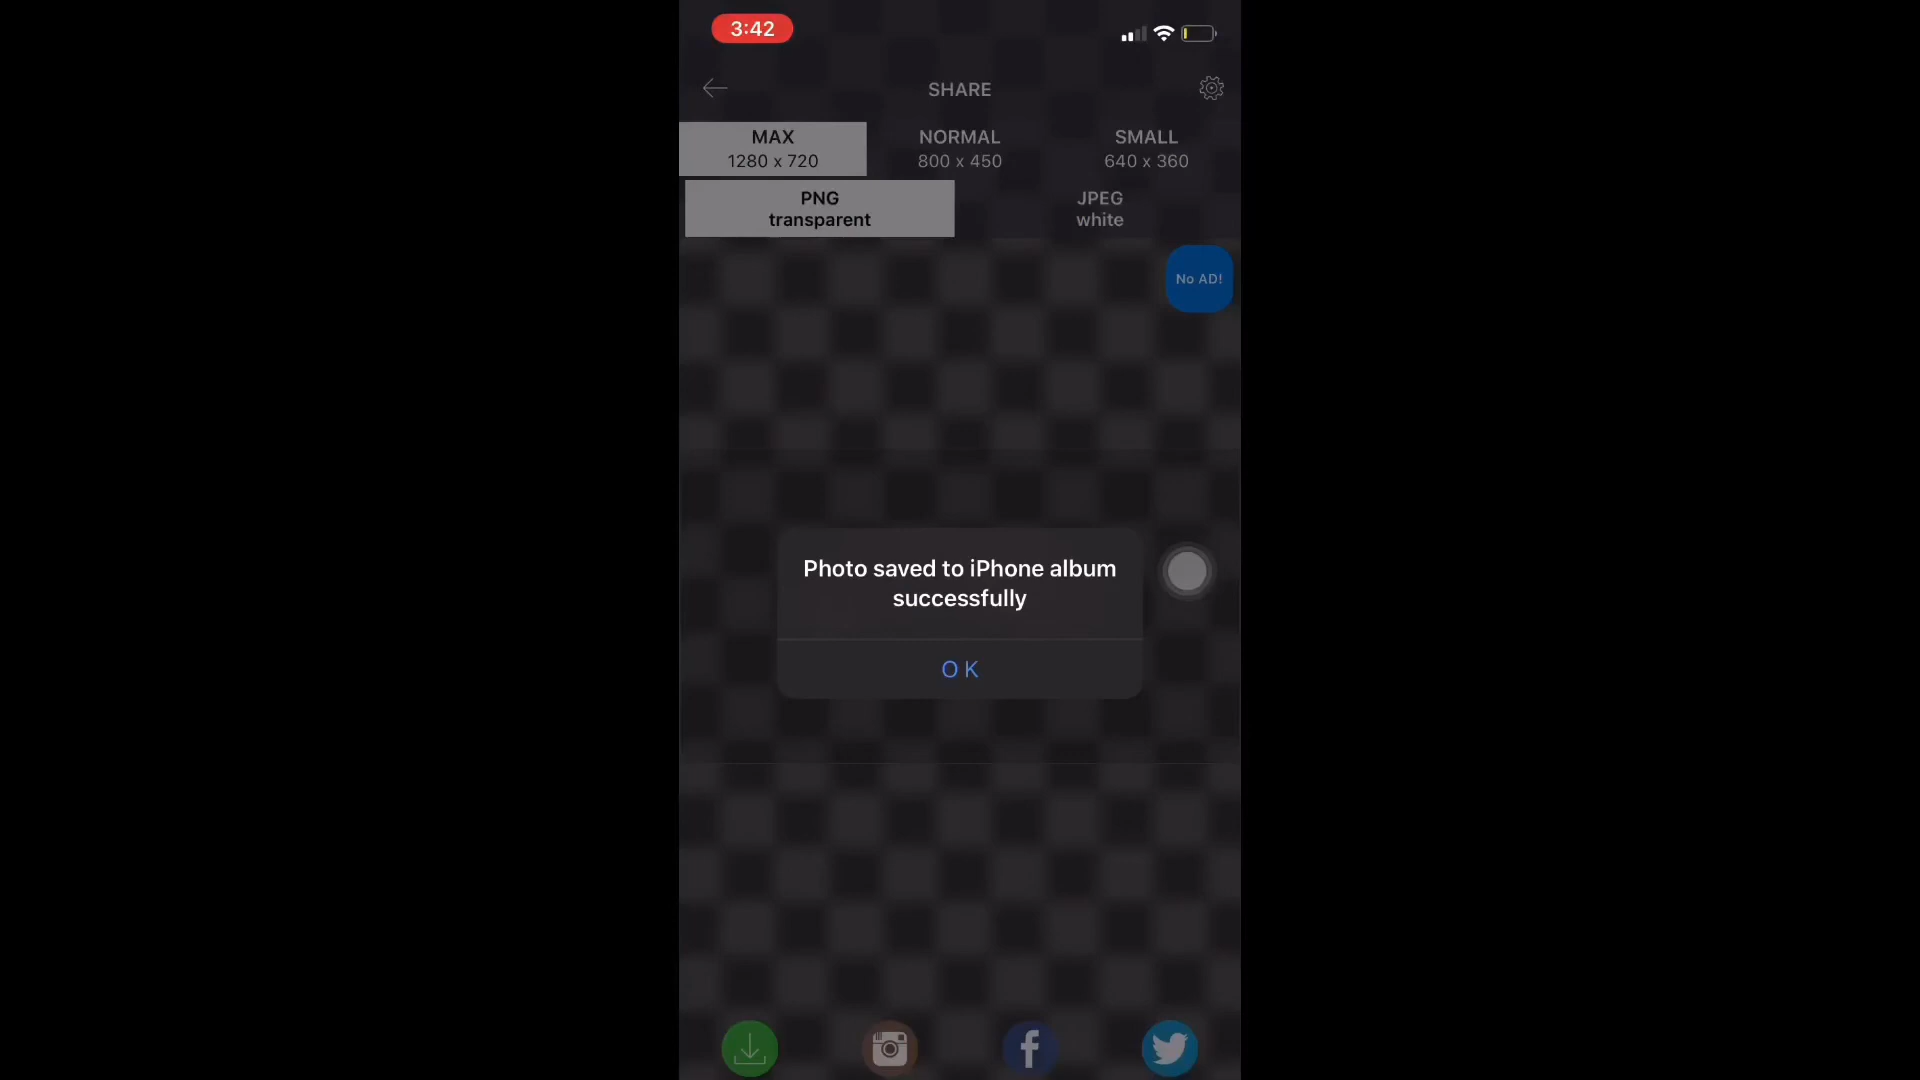 3:42
SHARE
MAX
1280 x 720
NORMAL
800 x 450
SMALL
640 x 360
PNG
transparent
JPEG
white
No AD!
Photo saved to iPhone album
successfully
OK